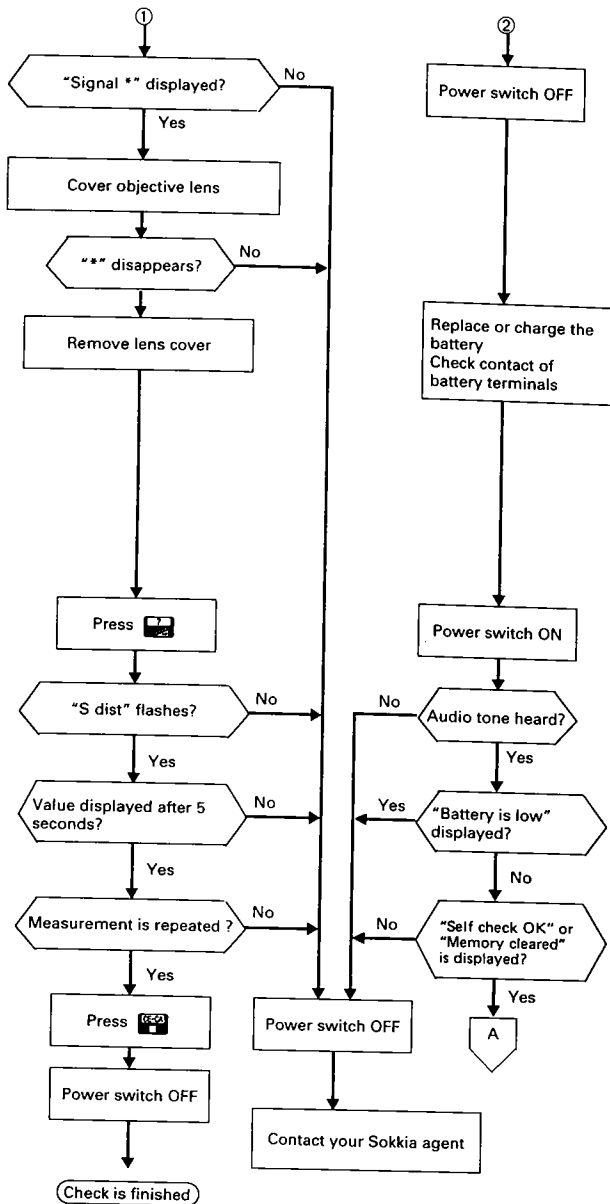 ①
"Signal *" displayed?
No
Yes
Cover objective lens
"*" disappears?
No
Remove lens cover
Press ?
"S dist" flashes?
No
Yes
Value displayed after 5
seconds?
No
Yes
Measurement is repeated ?
No
Yes
Press CE·CA
Power switch OFF
Check is finished
②
Power switch OFF
Replace or charge the
battery
Check contact of
battery terminals
Power switch ON
Audio tone heard?
No
Yes
"Battery is low"
displayed?
Yes
No
"Self check OK" or
"Memory cleared"
is displayed?
No
Yes
A
Power switch OFF
Contact your Sokkia agent